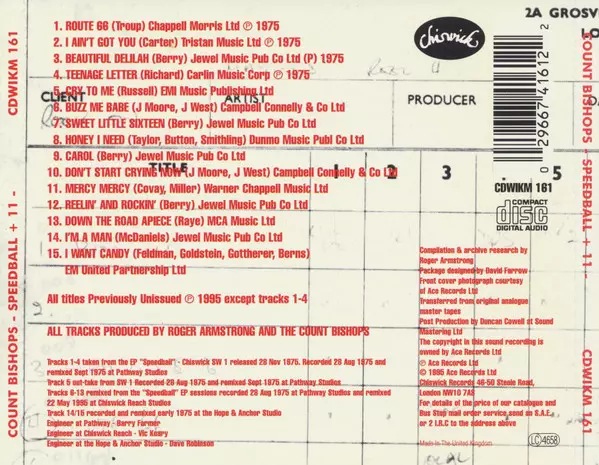 COUNT BISHOPS - SPEEDBALL + 11 - CDWIKM 161
1. ROUTE 66 (Troup) Chappell Morris Ltd ℗ 1975
2. I AIN'T GOT YOU (Carter) Tristan Music Ltd ℗ 1975
3. BEAUTIFUL DELILAH (Berry) Jewel Music Pub Co Ltd (P) 1975
4. TEENAGE LETTER (Richard) Carlin Music Corp ℗ 1975
5. CRY TO ME (Russell) EMI Music Publishing Ltd
6. BUZZ ME BABE (J Moore, J West) Campbell Connelly & Co Ltd
7. SWEET LITTLE SIXTEEN (Berry) Jewel Music Pub Co Ltd
8. HONEY I NEED (Taylor, Button, Smithling) Dunmo Music Publ Co Ltd
9. CAROL (Berry) Jewel Music Pub Co Ltd
10. DON'T START CRYING NOW (J Moore, J West) Campbell Connelly & Co Ltd
11. MERCY MERCY (Covay, Miller) Warner Chappell Music Ltd
12. REELIN' AND ROCKIN' (Berry) Jewel Music Pub Co Ltd
13. DOWN THE ROAD APIECE (Raye) MCA Music Ltd
14. I'M A MAN (McDaniels) Jewel Music Pub Co Ltd
15. I WANT CANDY (Feldman, Goldstein, Gottherer, Berns)
EM United Partnership Ltd
All titles Previously Unissued ℗ 1995 except tracks 1-4
ALL TRACKS PRODUCED BY ROGER ARMSTRONG AND THE COUNT BISHOPS
Tracks 1-4 taken from the EP "Speedball" - Chiswick SW 1 released 28 Nov 1975. Recorded 28 Aug 1975 and
remixed Sept 1975 at Pathway Studios
Track 5 out-take from SW 1 Recorded 28 Aug 1975 and remixed Sept 1975 at Pathway Studios
Tracks 6-13 remixed from the "Speedball" EP sessions recorded 28 Aug 1975 at Pathway Studios and remixed
22 May 1995 at Chiswick Reach Studios
Track 14/15 recorded and remixed early 1975 at the Hope & Anchor Studio
Engineer at Pathway - Barry Farmer
Engineer at Chiswick Reach - Vic Keary
Engineer at the Hope & Anchor Studio - Dave Robinson
CLIENT
ARTIST
PRODUCER
TITLE
1
2
3
5
2A GROSV
LO
Chiswick
0 29667 41612 2
CDWIKM 161
COMPACT
disc
DIGITAL AUDIO
Compilation & archive research by
Roger Armstrong
Package designed by David Farrow
Front cover photograph courtesy
of Ace Records Ltd
Transferred from original analogue
master tapes
Post Production by Duncan Cowell at Sound
Mastering Ltd
The copyright in this sound recording is
owned by Ace Records Ltd
℗ Ace Records Ltd
© 1995 Ace Records Ltd
Chiswick Records 46-50 Steele Road,
London NW10 7AS
For details of the price of our catalogue and
Bus Stop mail order service send an S.A.E.
or 2 I.R.C to the address above
Made In The United Kingdom
LC 4658
COUNT BISHOPS - SPEEDBALL + 11 -
CDWIKM 161